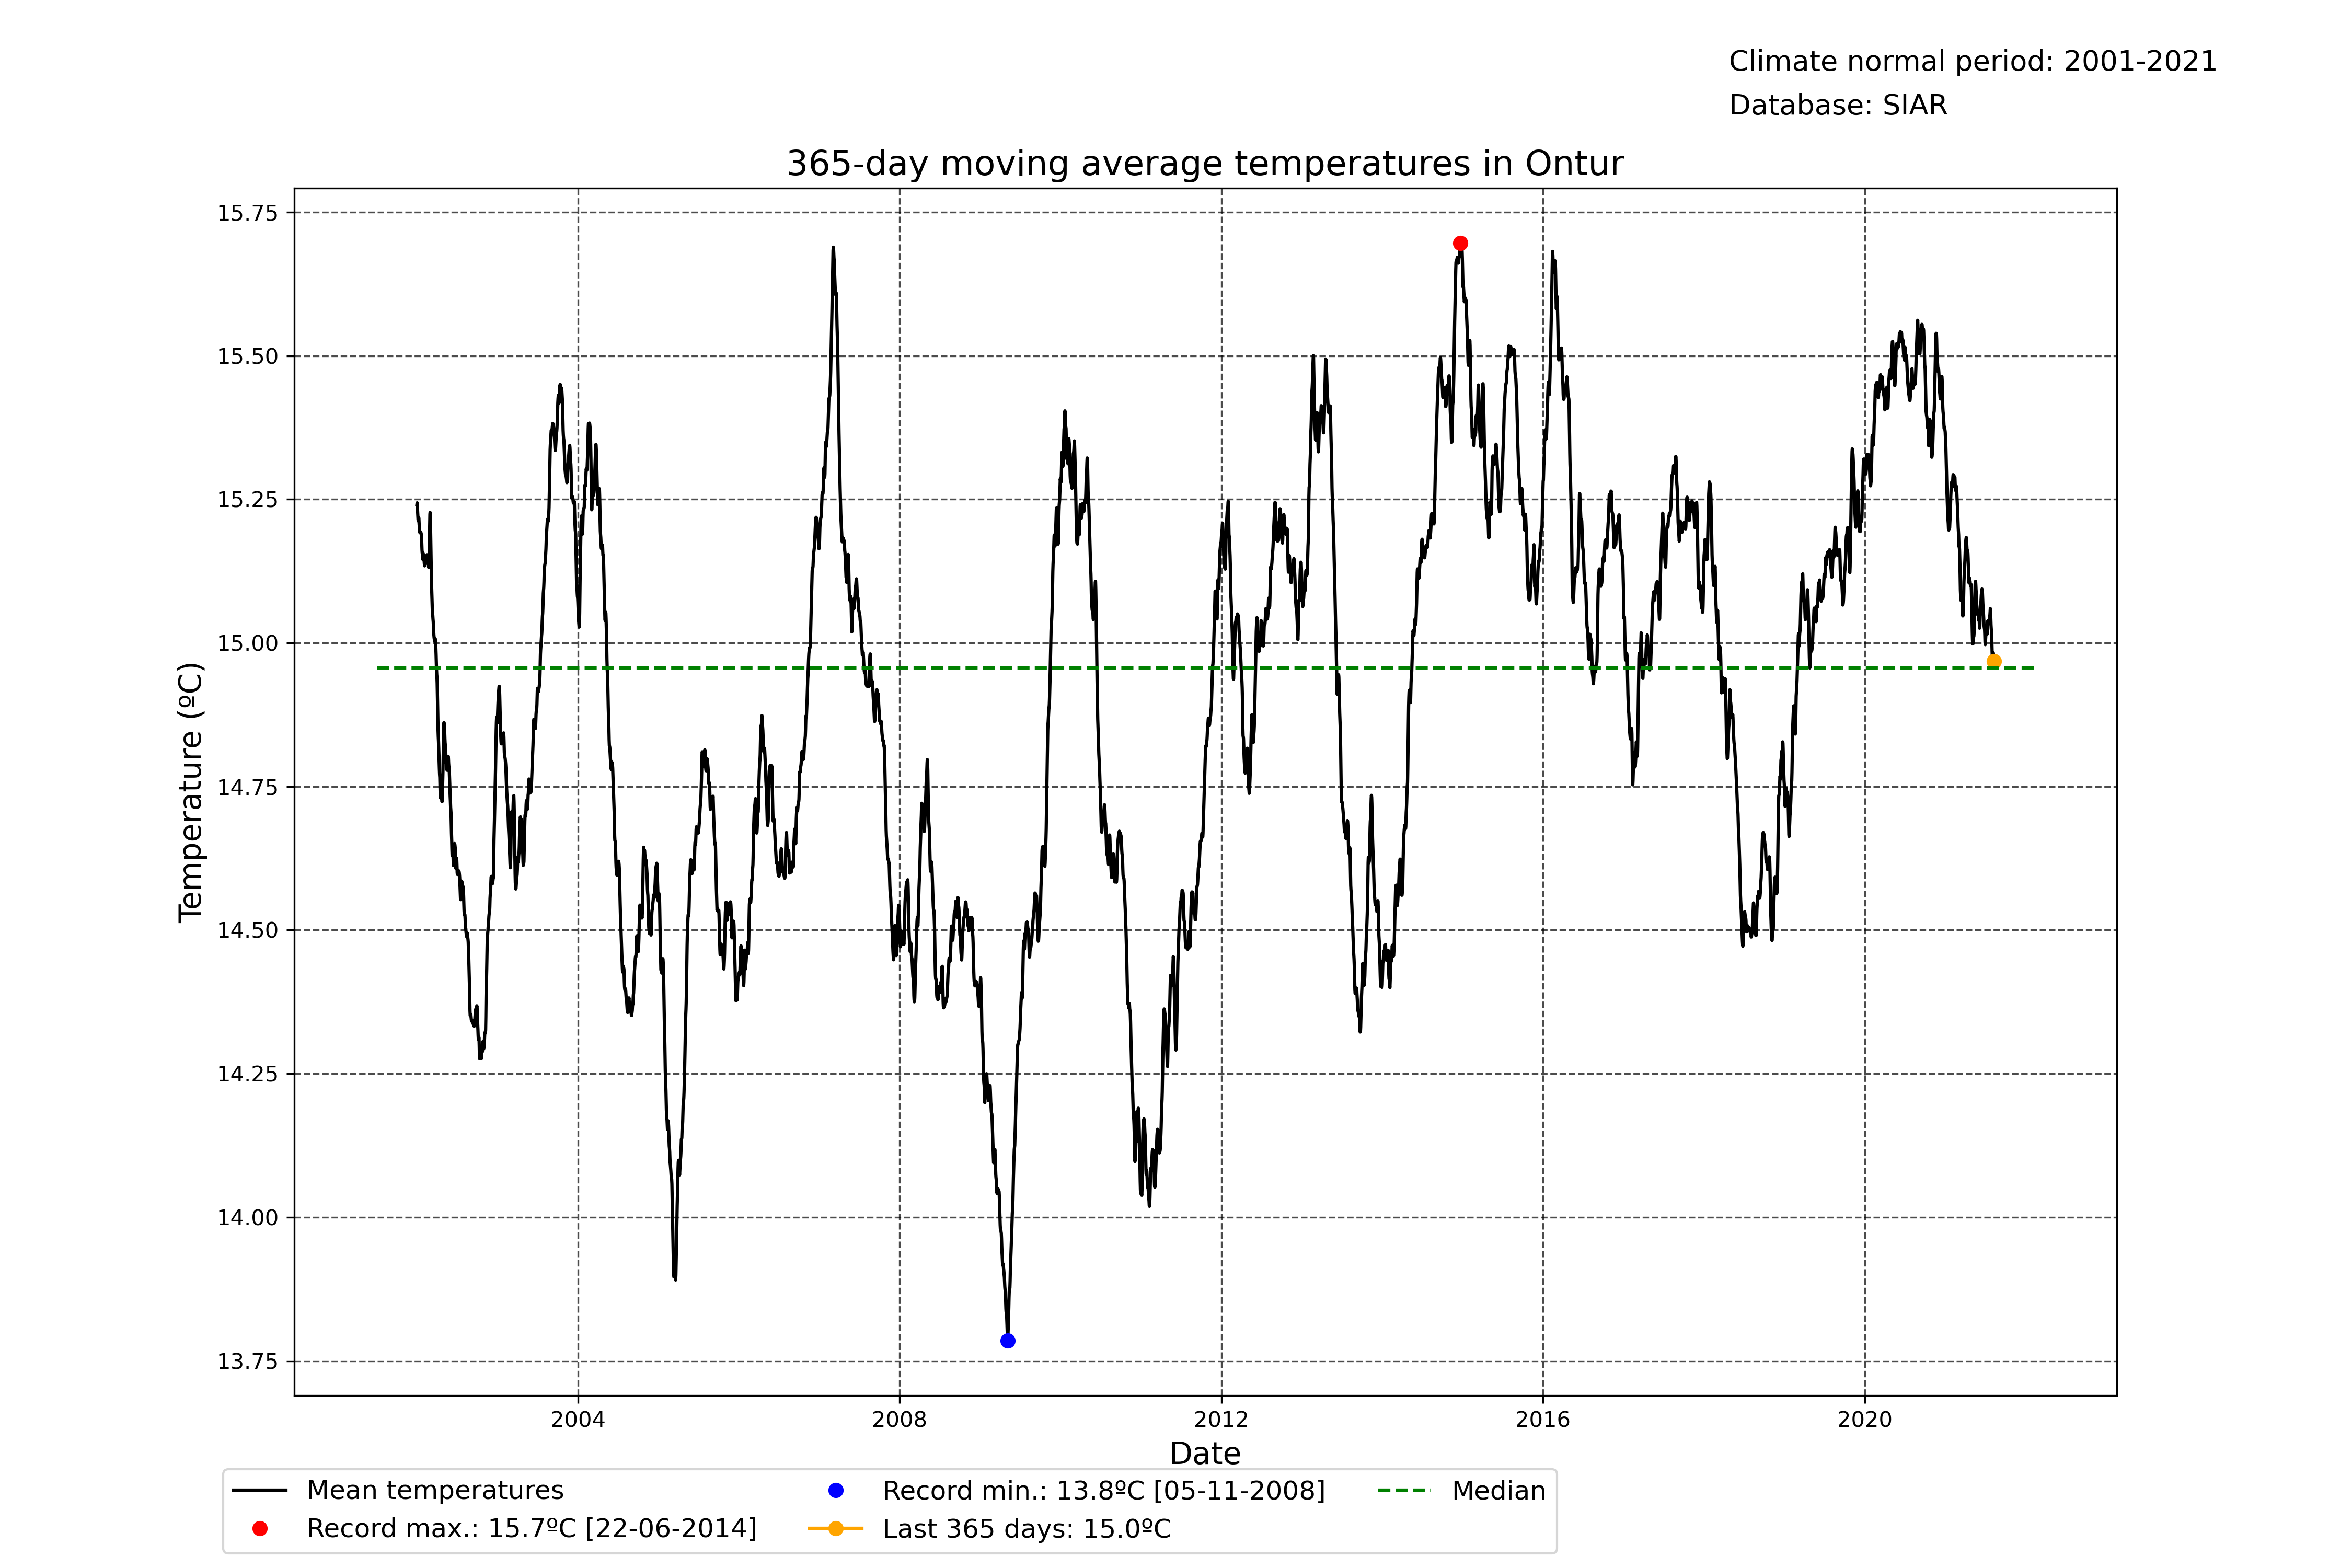 Climate normal period: 2001-2021
Database: SIAR
365-day moving average temperatures in Ontur
15.75
15.50
15.25
15.00
14.75
14.50
14.25
14.00
13.75
Temperature (ºC)
2004 2008 2012 2016 2020
Date
Mean temperatures
Record max.: 15.7ºC [22-06-2014]
Record min.: 13.8ºC [05-11-2008]
Last 365 days: 15.0ºC
Median